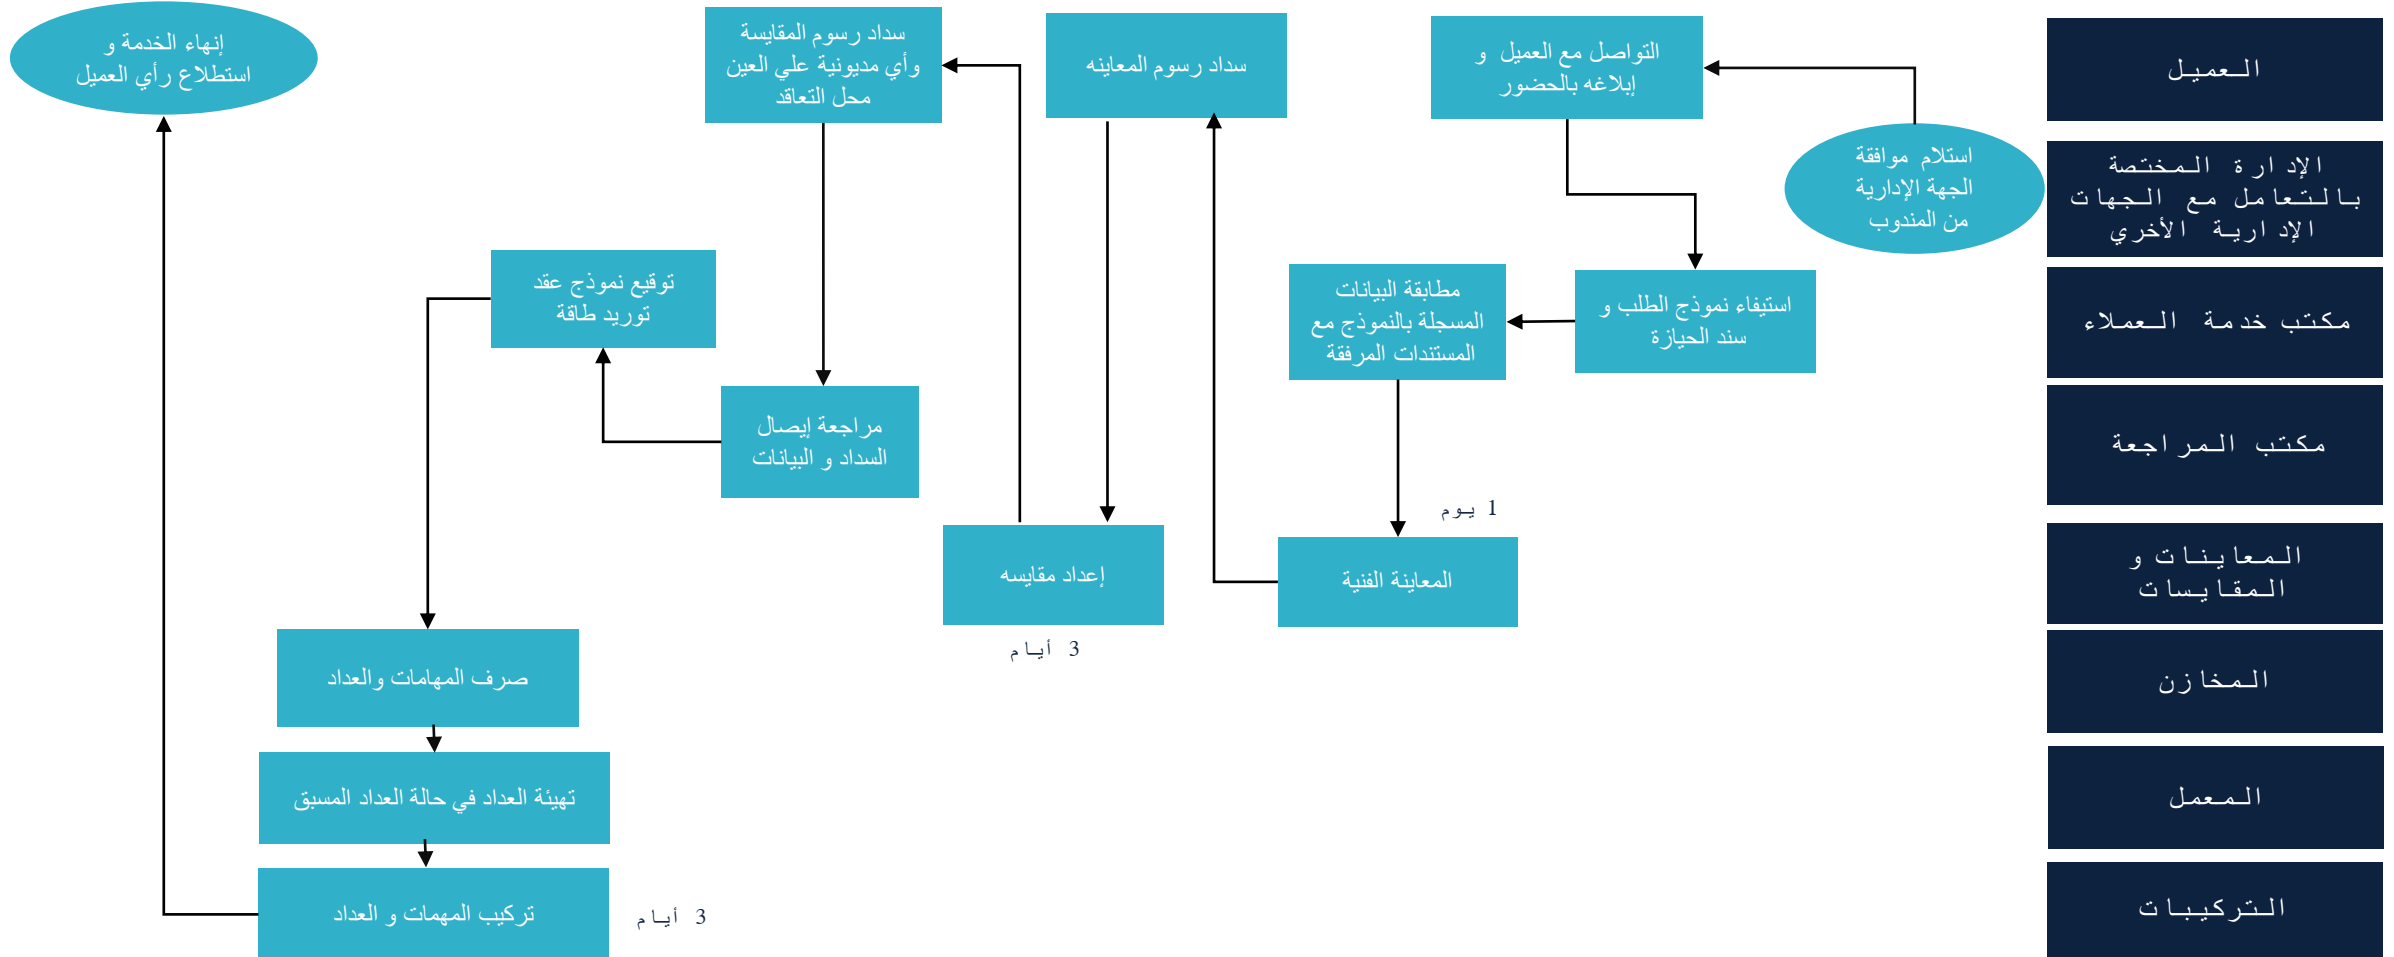 العميل
الإدارة المختصة
بالتعامل مع الجهات
الإدارية الأخري
مكتب خدمة العملاء
مكتب المراجعة
المعاينات و
المقايسات
المخازن
المعمل
التركيبات
استلام موافقة
الجهة الإدارية
من المندوب
التواصل مع العميل و
إبلاغه بالحضور
استيفاء نموذج الطلب و
سند الحيازة
مطابقة البيانات
المسجلة بالنموذج مع
المستندات المرفقة
1 يوم
المعاينة الفنية
سداد رسوم المعاينه
إعداد مقايسه
3 أيام
سداد رسوم المقايسة
وأي مديونية علي العين
محل التعاقد
مراجعة إيصال
السداد و البيانات
توقيع نموذج عقد
توريد طاقة
صرف المهامات والعداد
تهيئة العداد في حالة العداد المسبق
تركيب المهمات و العداد
3 أيام
إنهاء الخدمة و
استطلاع رأي العميل